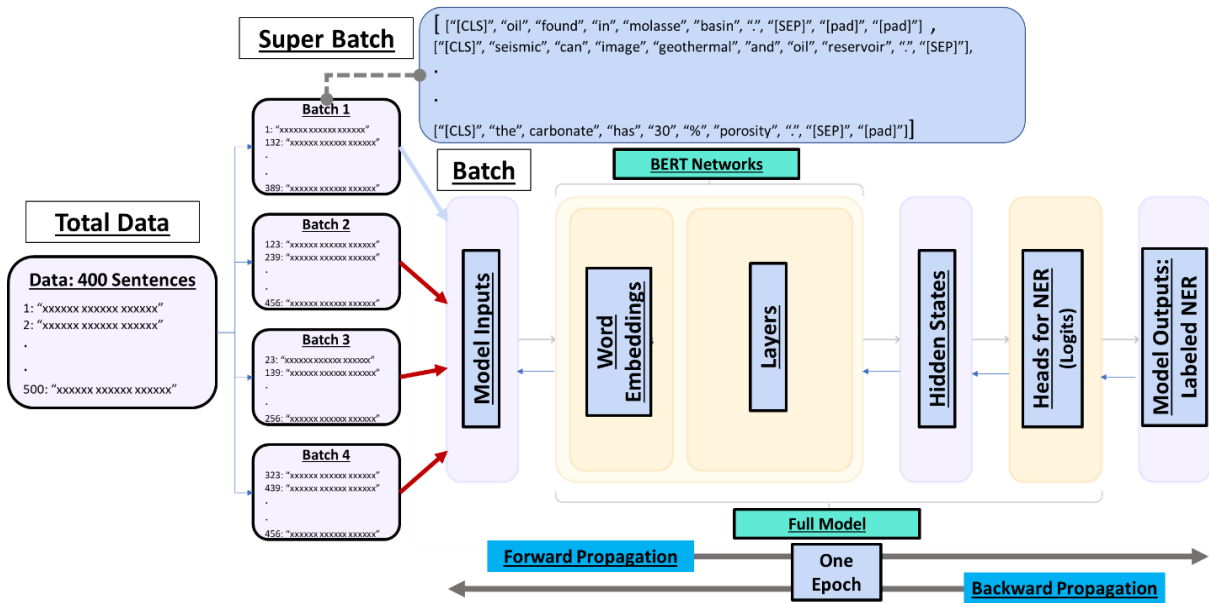 Super Batch
[ [“[CLS]”, “oil”, “found”, “in”, “molasse”, ”basin”, “.”, “[SEP]”, “[pad]”, “[pad]”] ,
[“[CLS]”, “seismic”, “can”, “image”, “geothermal”, ”and”, “oil”, “reservoir”, “.”, “[SEP]”],
.
.
[“[CLS]”, “the”, carbonate”, “has”, “30”, “%”, ”porosity”, “.”, “[SEP]”, “[pad]”]]
Total Data
Data: 400 Sentences
1: “xxxxxx xxxxxx xxxxxx”
2: “xxxxxx xxxxxx xxxxxx”
.
.
500: “xxxxxx xxxxxx xxxxxx”
Batch 1
1: “xxxxxx xxxxxx xxxxxx”
132: “xxxxxx xxxxxx xxxxxx”
.
.
389: “xxxxxx xxxxxx xxxxxx”
Batch 2
123: “xxxxxx xxxxxx xxxxxx”
239: “xxxxxx xxxxxx xxxxxx”
.
.
456: “xxxxxx xxxxxx xxxxxx”
Batch 3
23: “xxxxxx xxxxxx xxxxxx”
139: “xxxxxx xxxxxx xxxxxx”
.
.
256: “xxxxxx xxxxxx xxxxxx”
Batch 4
323: “xxxxxx xxxxxx xxxxxx”
439: “xxxxxx xxxxxx xxxxxx”
.
.
456: “xxxxxx xxxxxx xxxxxx”
Batch
BERT Networks
Model Inputs
Word
Embeddings
Layers
Hidden States
Heads for NER
(Logits)
Model Outputs:
Labeled NER
Full Model
Forward Propagation
One
Epoch
Backward Propagation